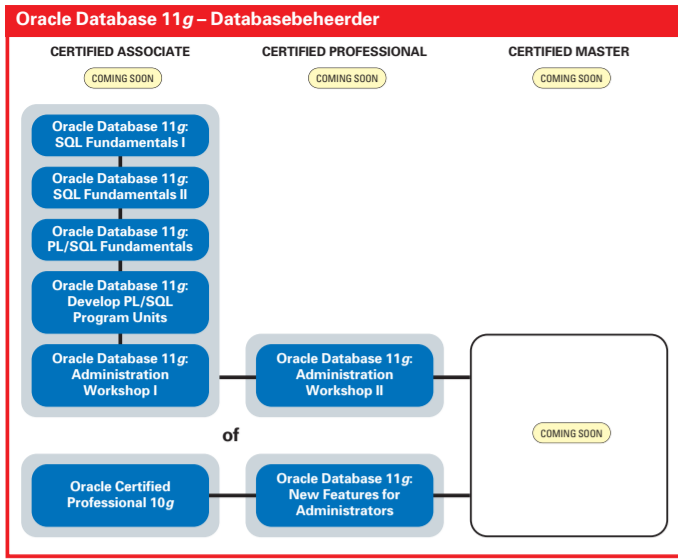 Oracle Database 11g – Databasebeheerder
CERTIFIED ASSOCIATE
CERTIFIED PROFESSIONAL
CERTIFIED MASTER
COMING SOON
COMING SOON
COMING SOON
Oracle Database 11g:
SQL Fundamentals I
Oracle Database 11g:
SQL Fundamentals II
Oracle Database 11g:
PL/SQL Fundamentals
Oracle Database 11g:
Develop PL/SQL
Program Units
Oracle Database 11g:
Administration
Workshop I
Oracle Database 11g:
Administration
Workshop II
COMING SOON
of
Oracle Certified
Professional 10g
Oracle Database 11g:
New Features for
Administrators